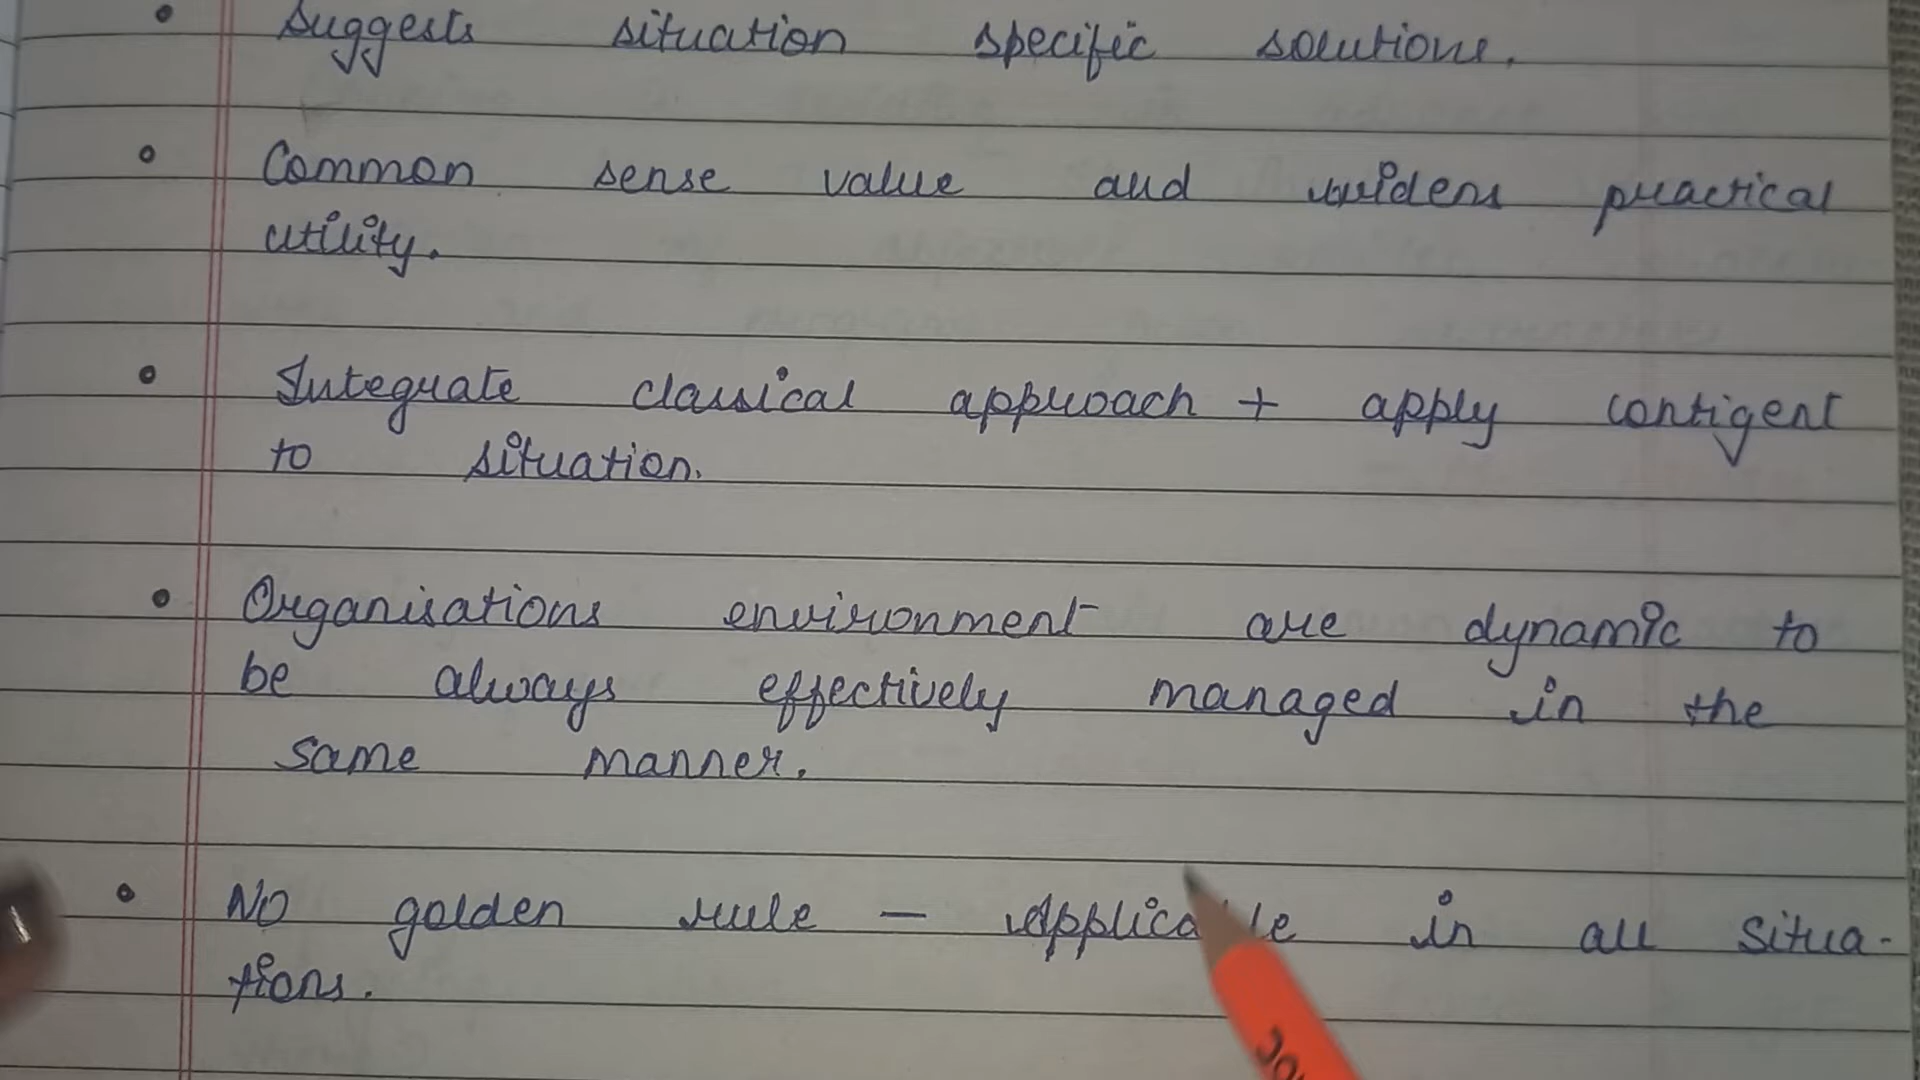 • Suggests situation specific solutions.
• Common sense value and widens practical
utility.
• Integrate classical approach + apply contigent
to situation.
• Organisations environment are dynamic to
be always effectively managed in the
same manner.
• No golden rule — Applicable in all situa-
tions.